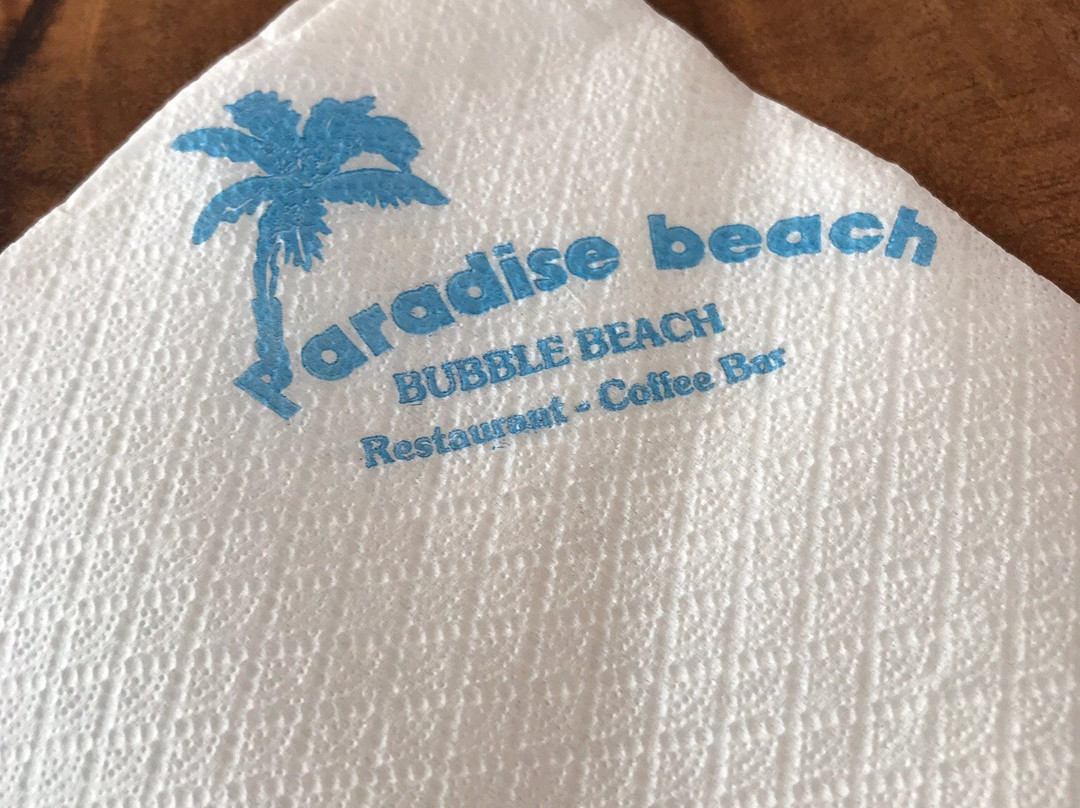 Paradise beach
BUBBLE BEACH
Restaurant - Coffee Bar